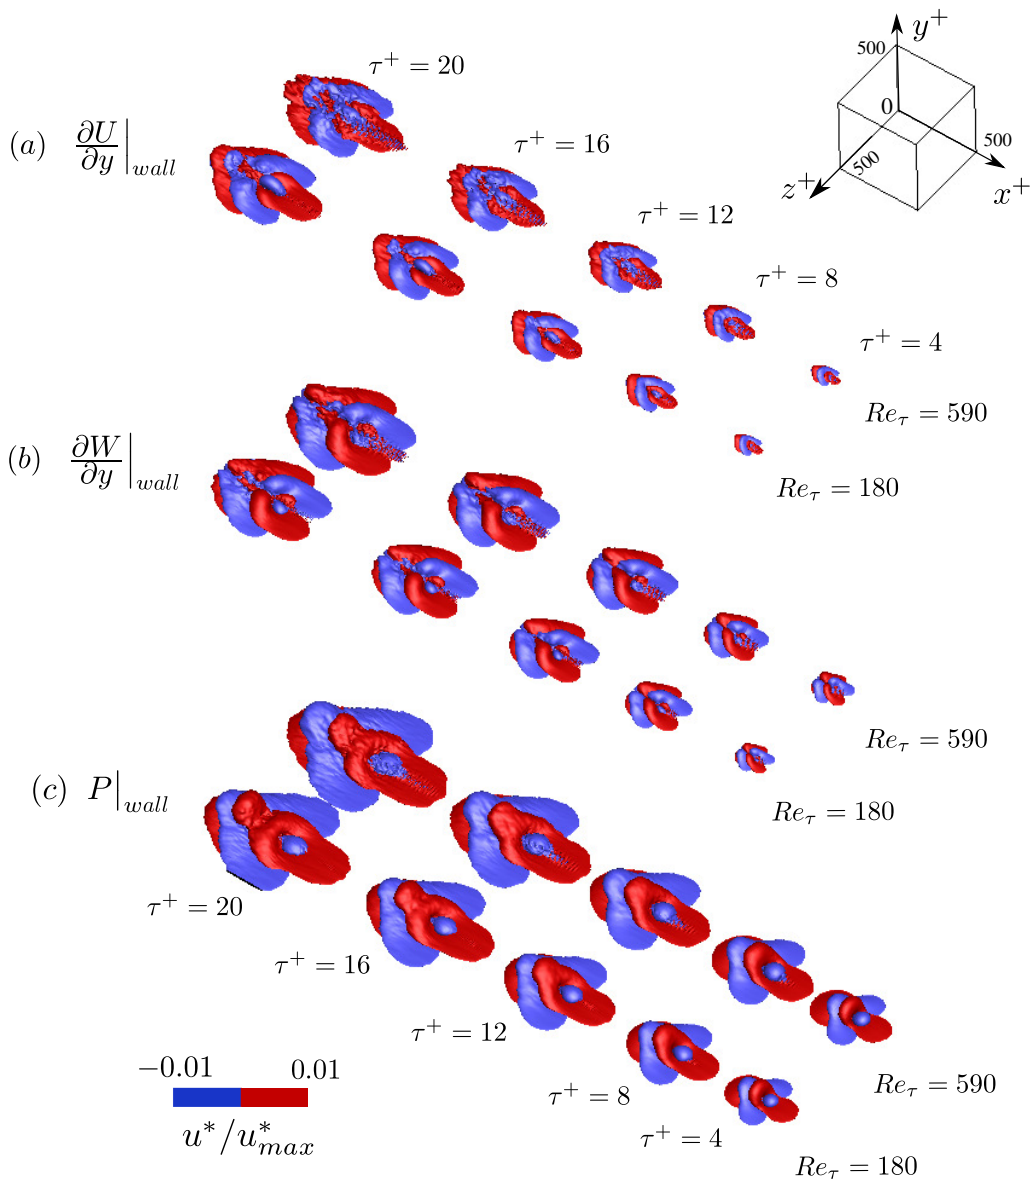 y⁺
500
0
500
500
z⁺
x⁺
τ⁺ = 20
(a) ∂U/∂y|wall
τ⁺ = 16
τ⁺ = 12
τ⁺ = 8
τ⁺ = 4
Reτ = 590
(b) ∂W/∂y|wall
Reτ = 180
Reτ = 590
(c) P|wall
Reτ = 180
τ⁺ = 20
τ⁺ = 16
τ⁺ = 12
−0.01 0.01
τ⁺ = 8
Reτ = 590
u*/u*max
τ⁺ = 4
Reτ = 180